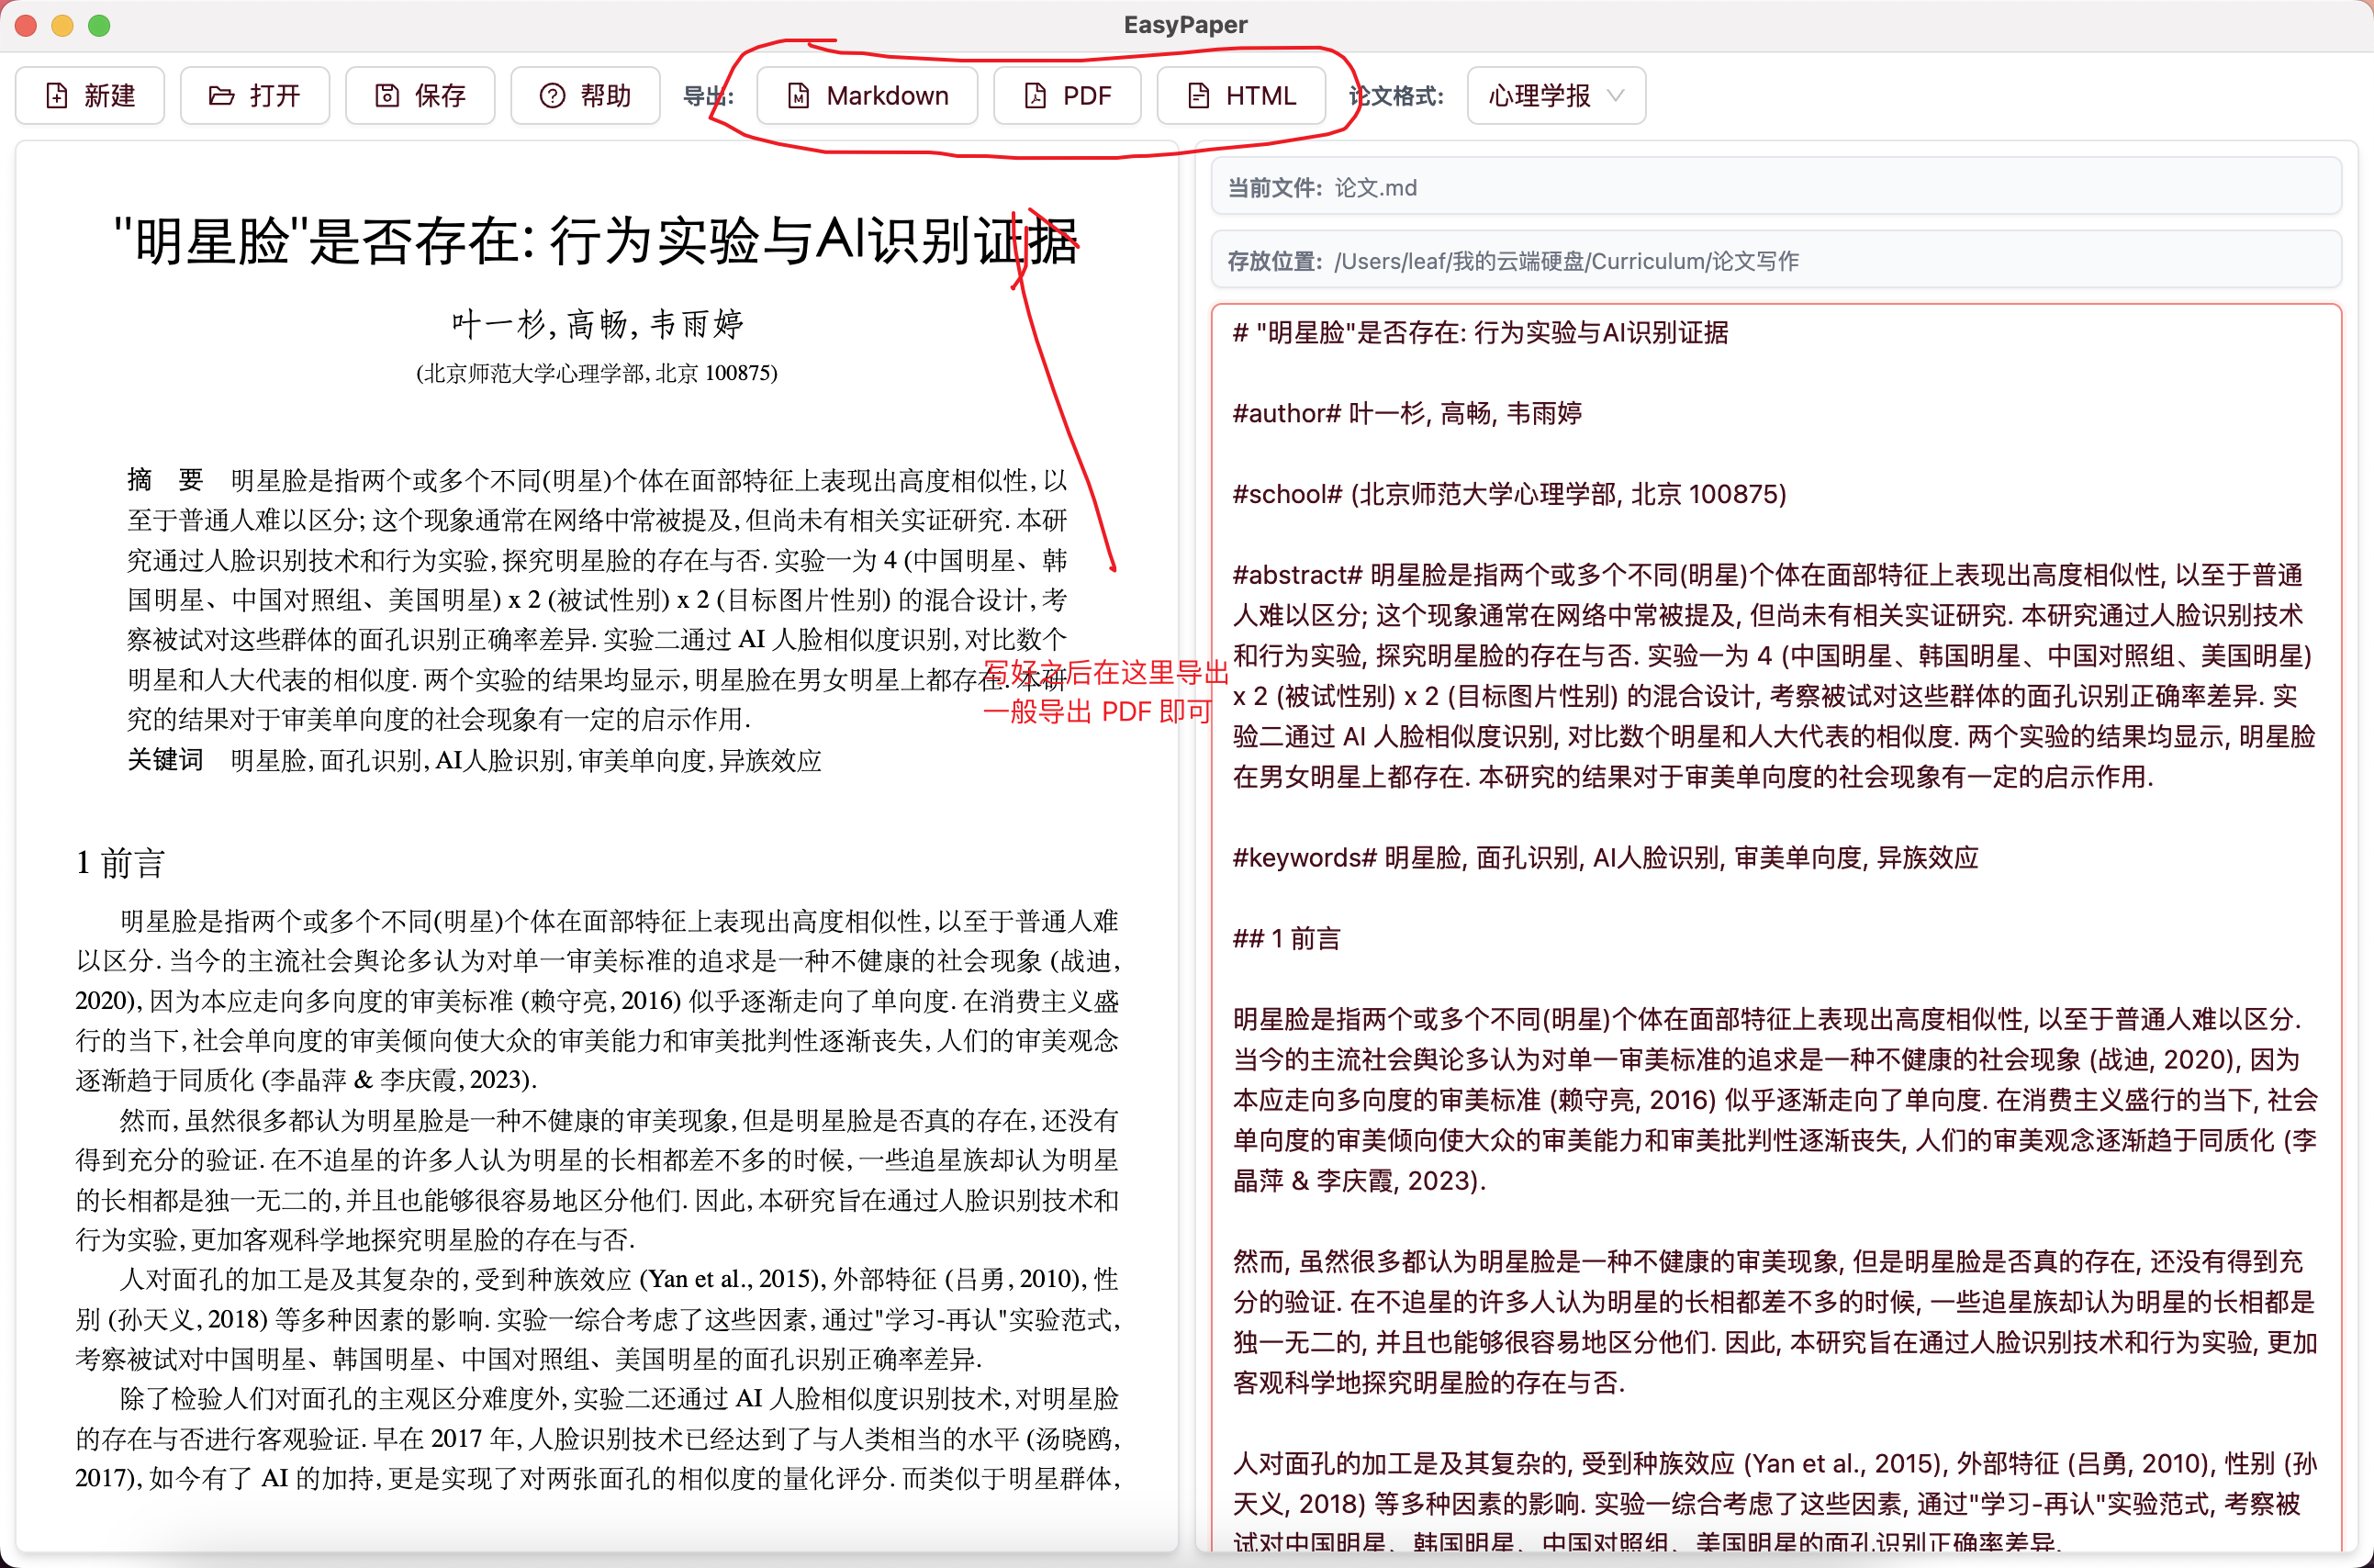 EasyPaper
新建 打开 保存 帮助 导出: Markdown PDF HTML 论文格式: 心理学报
"明星脸"是否存在: 行为实验与AI识别证据
叶一杉, 高畅, 韦雨婷
(北京师范大学心理学部, 北京 100875)
摘 要 明星脸是指两个或多个不同(明星)个体在面部特征上表现出高度相似性, 以
至于普通人难以区分; 这个现象通常在网络中常被提及, 但尚未有相关实证研究. 本研
究通过人脸识别技术和行为实验, 探究明星脸的存在与否. 实验一为 4 (中国明星、韩
国明星、中国对照组、美国明星) x 2 (被试性别) x 2 (目标图片性别) 的混合设计, 考
察被试对这些群体的面孔识别正确率差异. 实验二通过 AI 人脸相似度识别, 对比数个
明星和人大代表的相似度. 两个实验的结果均显示, 明星脸在男女明星上都存在. 本研
究的结果对于审美单向度的社会现象有一定的启示作用.
关键词 明星脸, 面孔识别, AI人脸识别, 审美单向度, 异族效应
写好之后在这里导出
一般导出 PDF 即可
1 前言
明星脸是指两个或多个不同(明星)个体在面部特征上表现出高度相似性, 以至于普通人难
以区分. 当今的主流社会舆论多认为对单一审美标准的追求是一种不健康的社会现象 (战迪,
2020), 因为本应走向多向度的审美标准 (赖守亮, 2016) 似乎逐渐走向了单向度. 在消费主义盛
行的当下, 社会单向度的审美倾向使大众的审美能力和审美批判性逐渐丧失, 人们的审美观念
逐渐趋于同质化 (李晶萍 & 李庆霞, 2023).
然而, 虽然很多都认为明星脸是一种不健康的审美现象, 但是明星脸是否真的存在, 还没有
得到充分的验证. 在不追星的许多人认为明星的长相都差不多的时候, 一些追星族却认为明星
的长相都是独一无二的, 并且也能够很容易地区分他们. 因此, 本研究旨在通过人脸识别技术和
行为实验, 更加客观科学地探究明星脸的存在与否.
人对面孔的加工是及其复杂的, 受到种族效应 (Yan et al., 2015), 外部特征 (吕勇, 2010), 性
别 (孙天义, 2018) 等多种因素的影响. 实验一综合考虑了这些因素, 通过"学习-再认"实验范式,
考察被试对中国明星、韩国明星、中国对照组、美国明星的面孔识别正确率差异.
除了检验人们对面孔的主观区分难度外, 实验二还通过 AI 人脸相似度识别技术, 对明星脸
的存在与否进行客观验证. 早在 2017 年, 人脸识别技术已经达到了与人类相当的水平 (汤晓鸥,
2017), 如今有了 AI 的加持, 更是实现了对两张面孔的相似度的量化评分. 而类似于明星群体,
当前文件: 论文.md
存放位置: /Users/leaf/我的云端硬盘/Curriculum/论文写作
# "明星脸"是否存在: 行为实验与AI识别证据
#author# 叶一杉, 高畅, 韦雨婷
#school# (北京师范大学心理学部, 北京 100875)
#abstract# 明星脸是指两个或多个不同(明星)个体在面部特征上表现出高度相似性, 以至于普通
人难以区分; 这个现象通常在网络中常被提及, 但尚未有相关实证研究. 本研究通过人脸识别技术
和行为实验, 探究明星脸的存在与否. 实验一为 4 (中国明星、韩国明星、中国对照组、美国明星)
x 2 (被试性别) x 2 (目标图片性别) 的混合设计, 考察被试对这些群体的面孔识别正确率差异. 实
验二通过 AI 人脸相似度识别, 对比数个明星和人大代表的相似度. 两个实验的结果均显示, 明星脸
在男女明星上都存在. 本研究的结果对于审美单向度的社会现象有一定的启示作用.
#keywords# 明星脸, 面孔识别, AI人脸识别, 审美单向度, 异族效应
## 1 前言
明星脸是指两个或多个不同(明星)个体在面部特征上表现出高度相似性, 以至于普通人难以区分.
当今的主流社会舆论多认为对单一审美标准的追求是一种不健康的社会现象 (战迪, 2020), 因为
本应走向多向度的审美标准 (赖守亮, 2016) 似乎逐渐走向了单向度. 在消费主义盛行的当下, 社会
单向度的审美倾向使大众的审美能力和审美批判性逐渐丧失, 人们的审美观念逐渐趋于同质化 (李
晶萍 & 李庆霞, 2023).
然而, 虽然很多都认为明星脸是一种不健康的审美现象, 但是明星脸是否真的存在, 还没有得到充
分的验证. 在不追星的许多人认为明星的长相都差不多的时候, 一些追星族却认为明星的长相都是
独一无二的, 并且也能够很容易地区分他们. 因此, 本研究旨在通过人脸识别技术和行为实验, 更加
客观科学地探究明星脸的存在与否.
人对面孔的加工是及其复杂的, 受到种族效应 (Yan et al., 2015), 外部特征 (吕勇, 2010), 性别 (孙
天义, 2018) 等多种因素的影响. 实验一综合考虑了这些因素, 通过"学习-再认"实验范式, 考察被
试对中国明星、韩国明星、中国对照组、美国明星的面孔识别正确率差异.